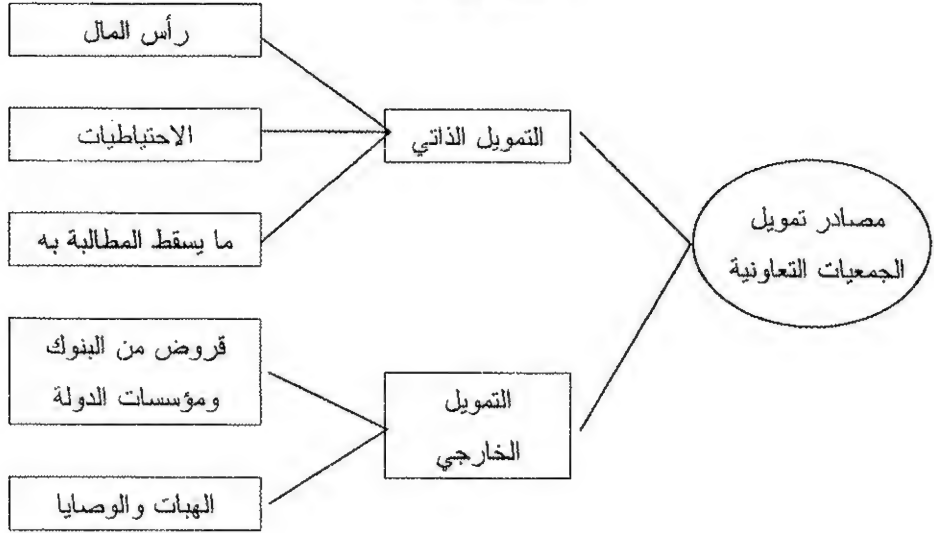 مصادر تمويل
الجمعيات التعاونية
التمويل الذاتي
رأس المال
الاحتياطيات
ما يسقط المطالبة به
التمويل
الخارجي
قروض من البنوك
ومؤسسات الدولة
الهبات والوصايا